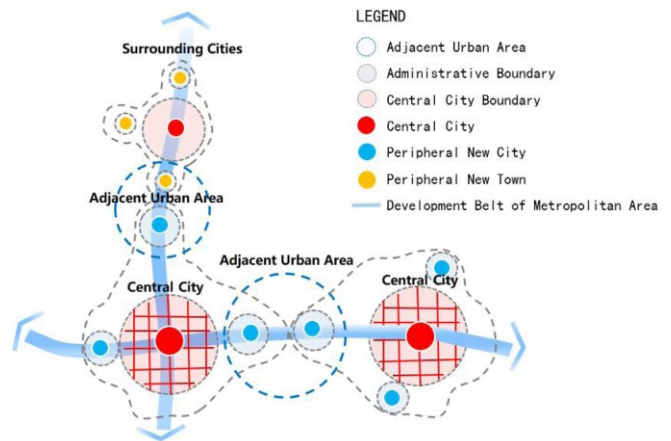 LEGEND
Surrounding Cities
Adjacent Urban Area
Administrative Boundary
Central City Boundary
Central City
Peripheral New City
Peripheral New Town
Development Belt of Metropolitan Area
Adjacent Urban Area
Adjacent Urban Area
Central City
Central City